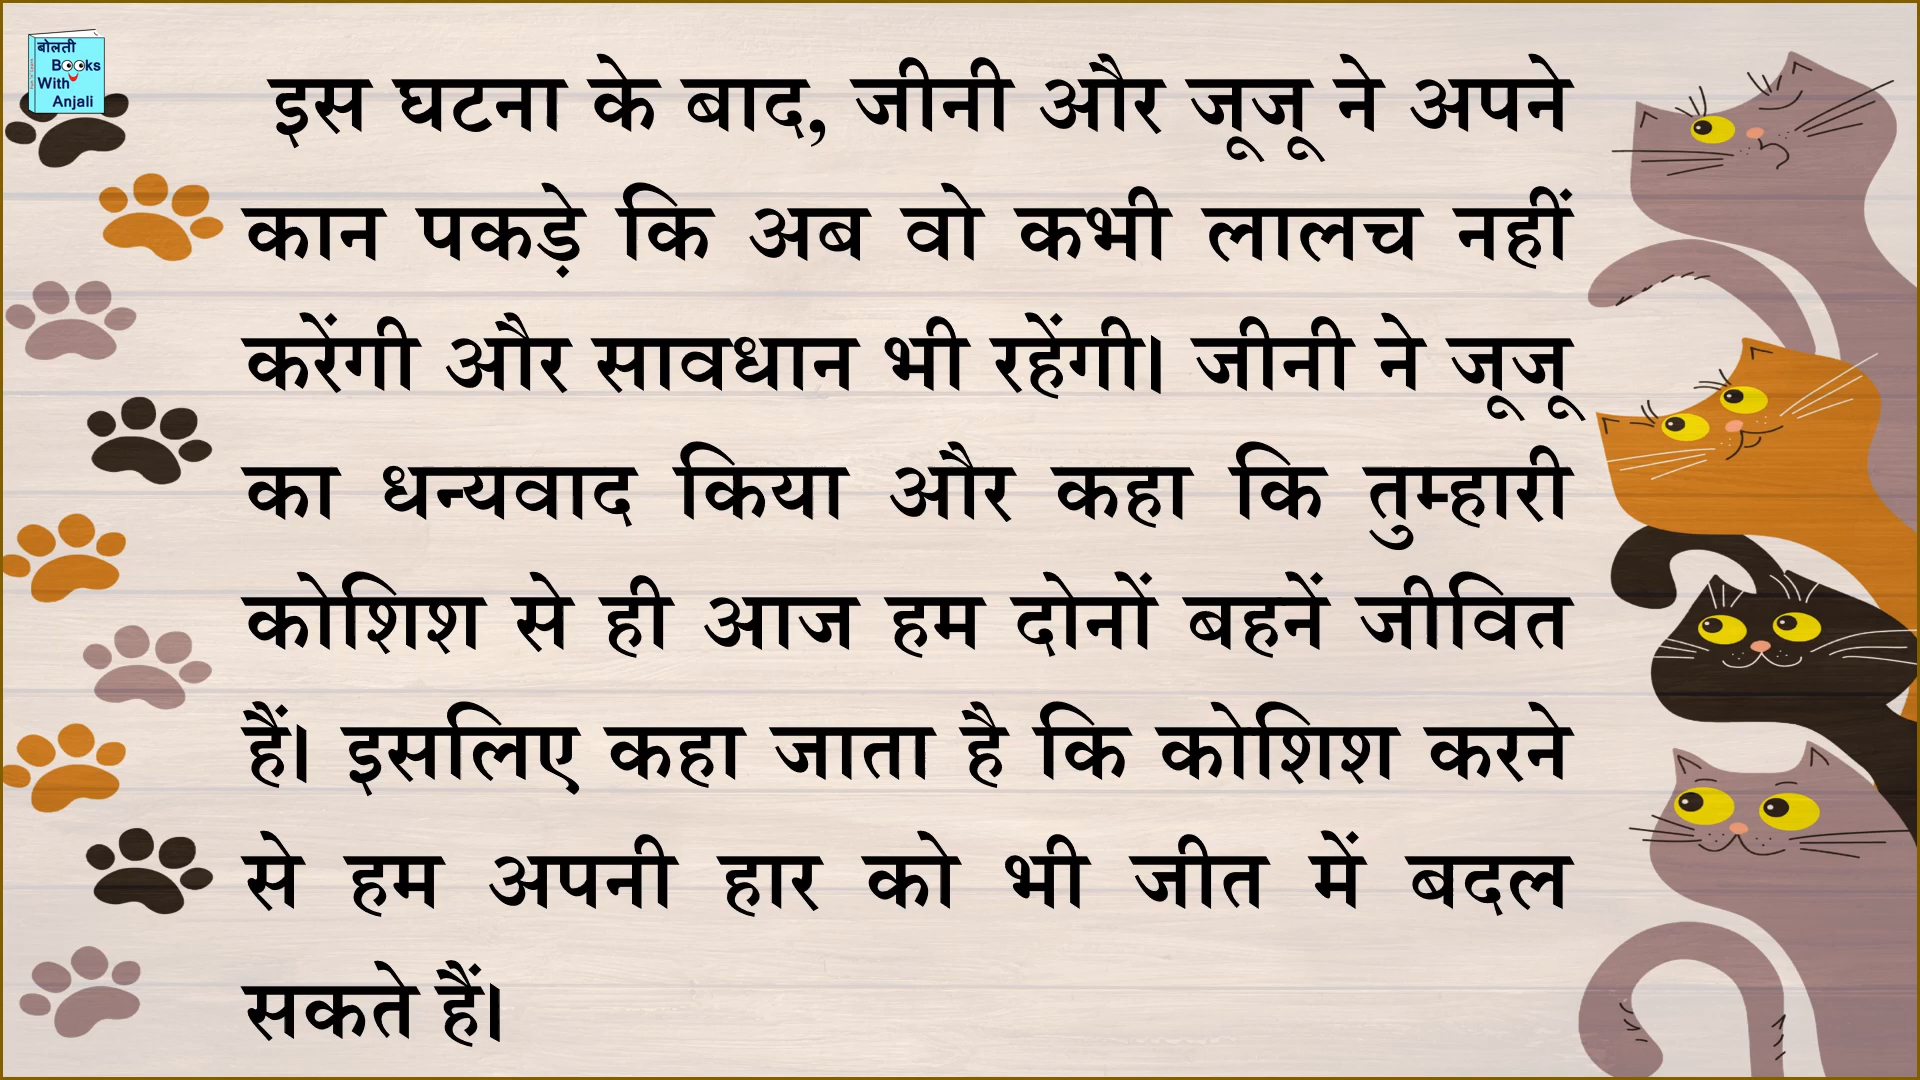 बोलती
Books
With
Anjali
इस घटना के बाद, जीनी और जूजू ने अपने
कान पकड़े कि अब वो कभी लालच नहीं
करेंगी और सावधान भी रहेंगी। जीनी ने जूजू
का धन्यवाद किया और कहा कि तुम्हारी
कोशिश से ही आज हम दोनों बहनें जीवित
हैं। इसलिए कहा जाता है कि कोशिश करने
से हम अपनी हार को भी जीत में बदल
सकते हैं।